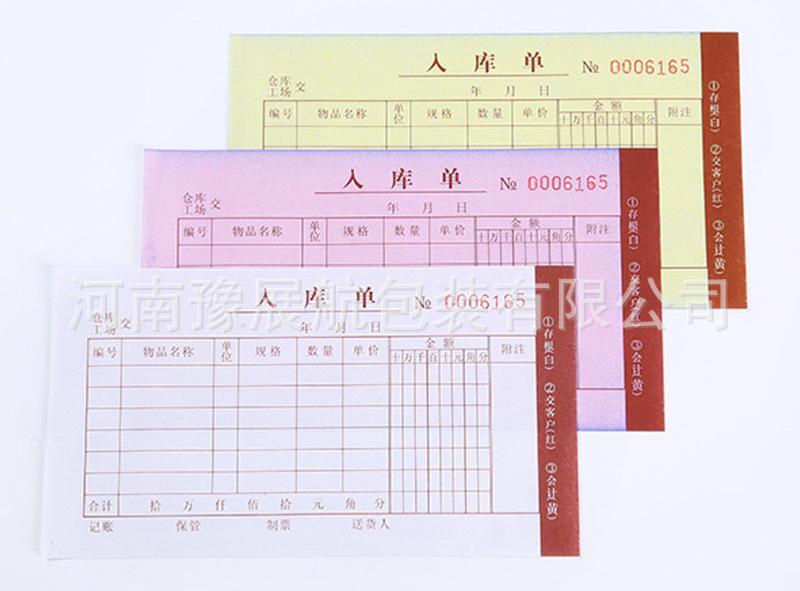 入库单 № 0006165
仓库
工场 交 年 月 日
编号 物品名称 单位 规格 数量 单价 金额 附注
十 万 千 百 十 元 角 分
①存根(白) ②交客户(红) ③会计(黄)
入库单 № 0006165
仓库
工场 交 年 月 日
编号 物品名称 单位 规格 数量 单价 金额 附注
十 万 千 百 十 元 角 分
①存根(白) ②交客户(红) ③会计(黄)
河南豫展航包装有限公司
入库单 № 0006165
仓库
工场 交 年 月 日
编号 物品名称 单位 规格 数量 单价 金额 附注
十 万 千 百 十 元 角 分
合计 拾 万 仟 佰 拾 元 角 分
记账 保管 制票 送货人
①存根(白) ②交客户(红) ③会计(黄)